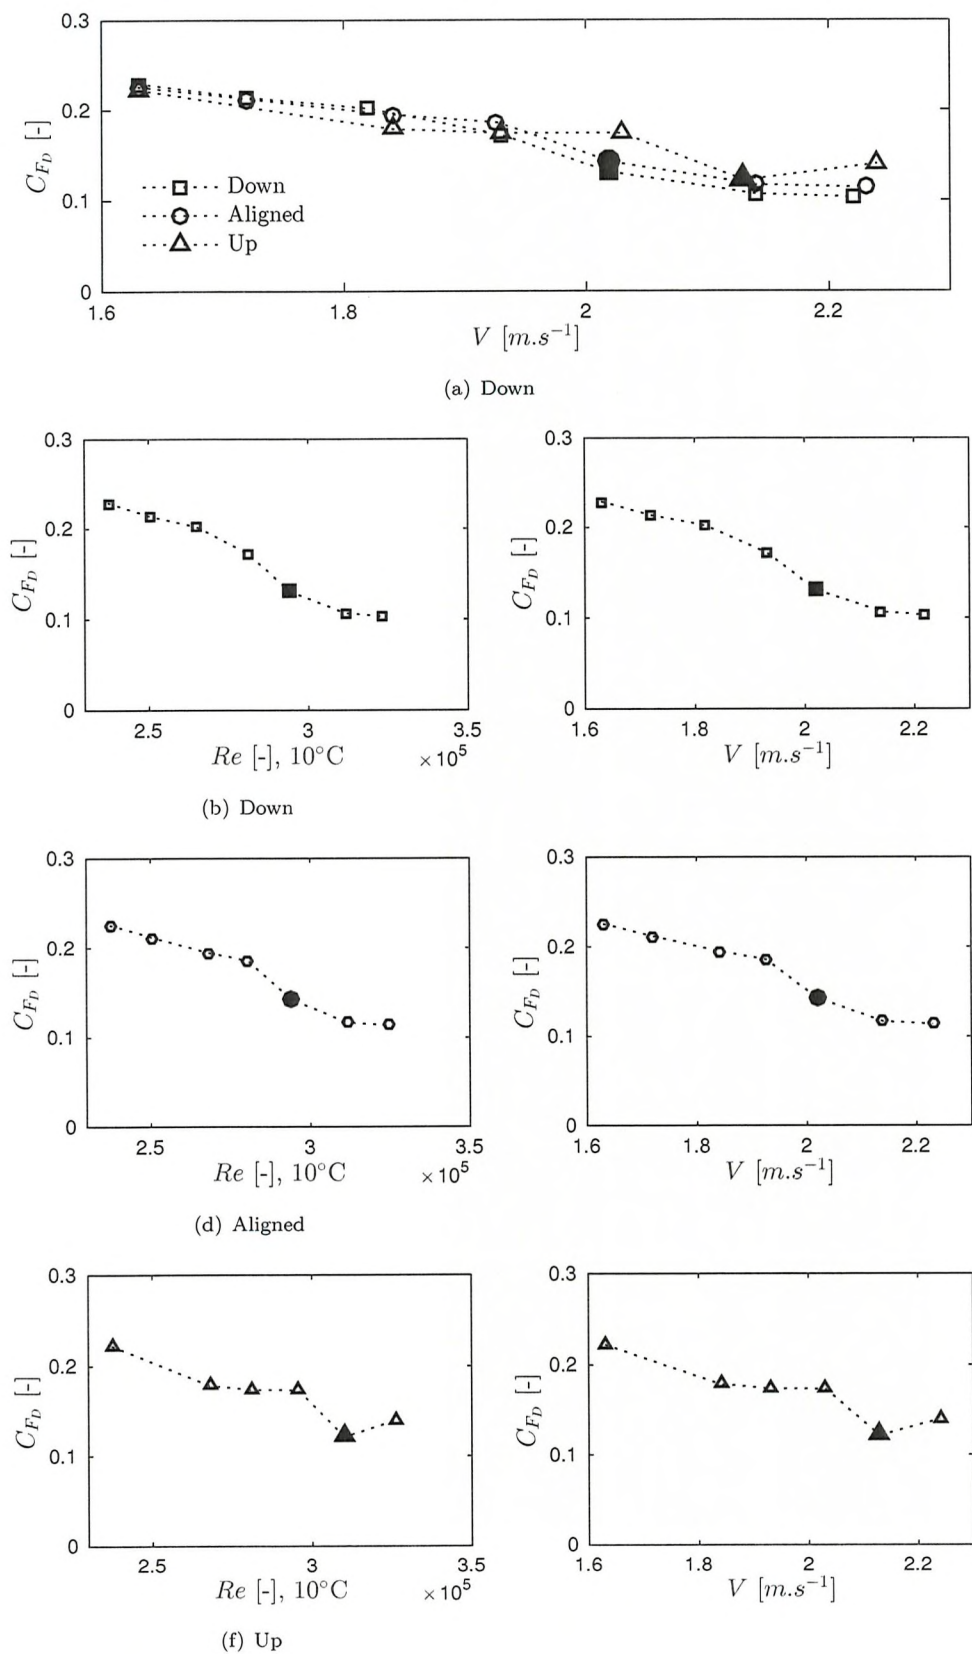 0.3
0.2
0.1
0
C_{F_D} [-]
Down
Aligned
Up
1.6 1.8 2 2.2
V [m.s^{-1}]
(a) Down
0.3 0.3
0.2 0.2
0.1 0.1
0 0
C_{F_D} [-] C_{F_D} [-]
2.5 3 3.5 1.6 1.8 2 2.2
Re [-], 10°C ×10^5 V [m.s^{-1}]
(b) Down
0.3 0.3
0.2 0.2
0.1 0.1
0 0
C_{F_D} [-] C_{F_D} [-]
2.5 3 3.5 1.6 1.8 2 2.2
Re [-], 10°C ×10^5 V [m.s^{-1}]
(d) Aligned
0.3 0.3
0.2 0.2
0.1 0.1
0 0
C_{F_D} [-] C_{F_D} [-]
2.5 3 3.5 1.6 1.8 2 2.2
Re [-], 10°C ×10^5 V [m.s^{-1}]
(f) Up